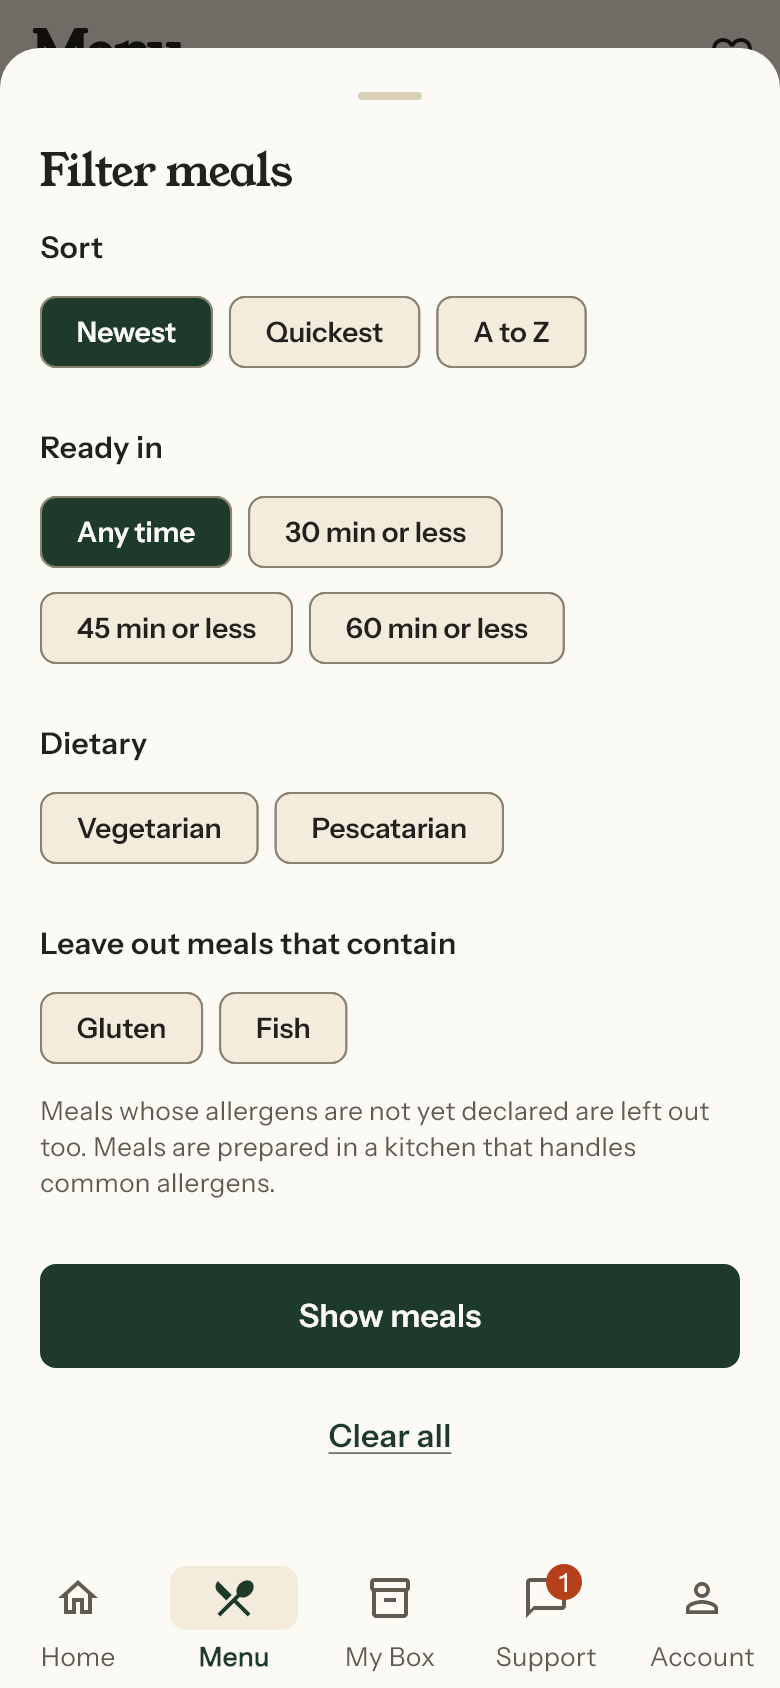 Menu
Filter meals
Sort
Newest Quickest A to Z
Ready in
Any time 30 min or less
45 min or less 60 min or less
Dietary
Vegetarian Pescatarian
Leave out meals that contain
Gluten Fish
Meals whose allergens are not yet declared are left out
too. Meals are prepared in a kitchen that handles
common allergens.
Show meals
Clear all
1
Home Menu My Box Support Account